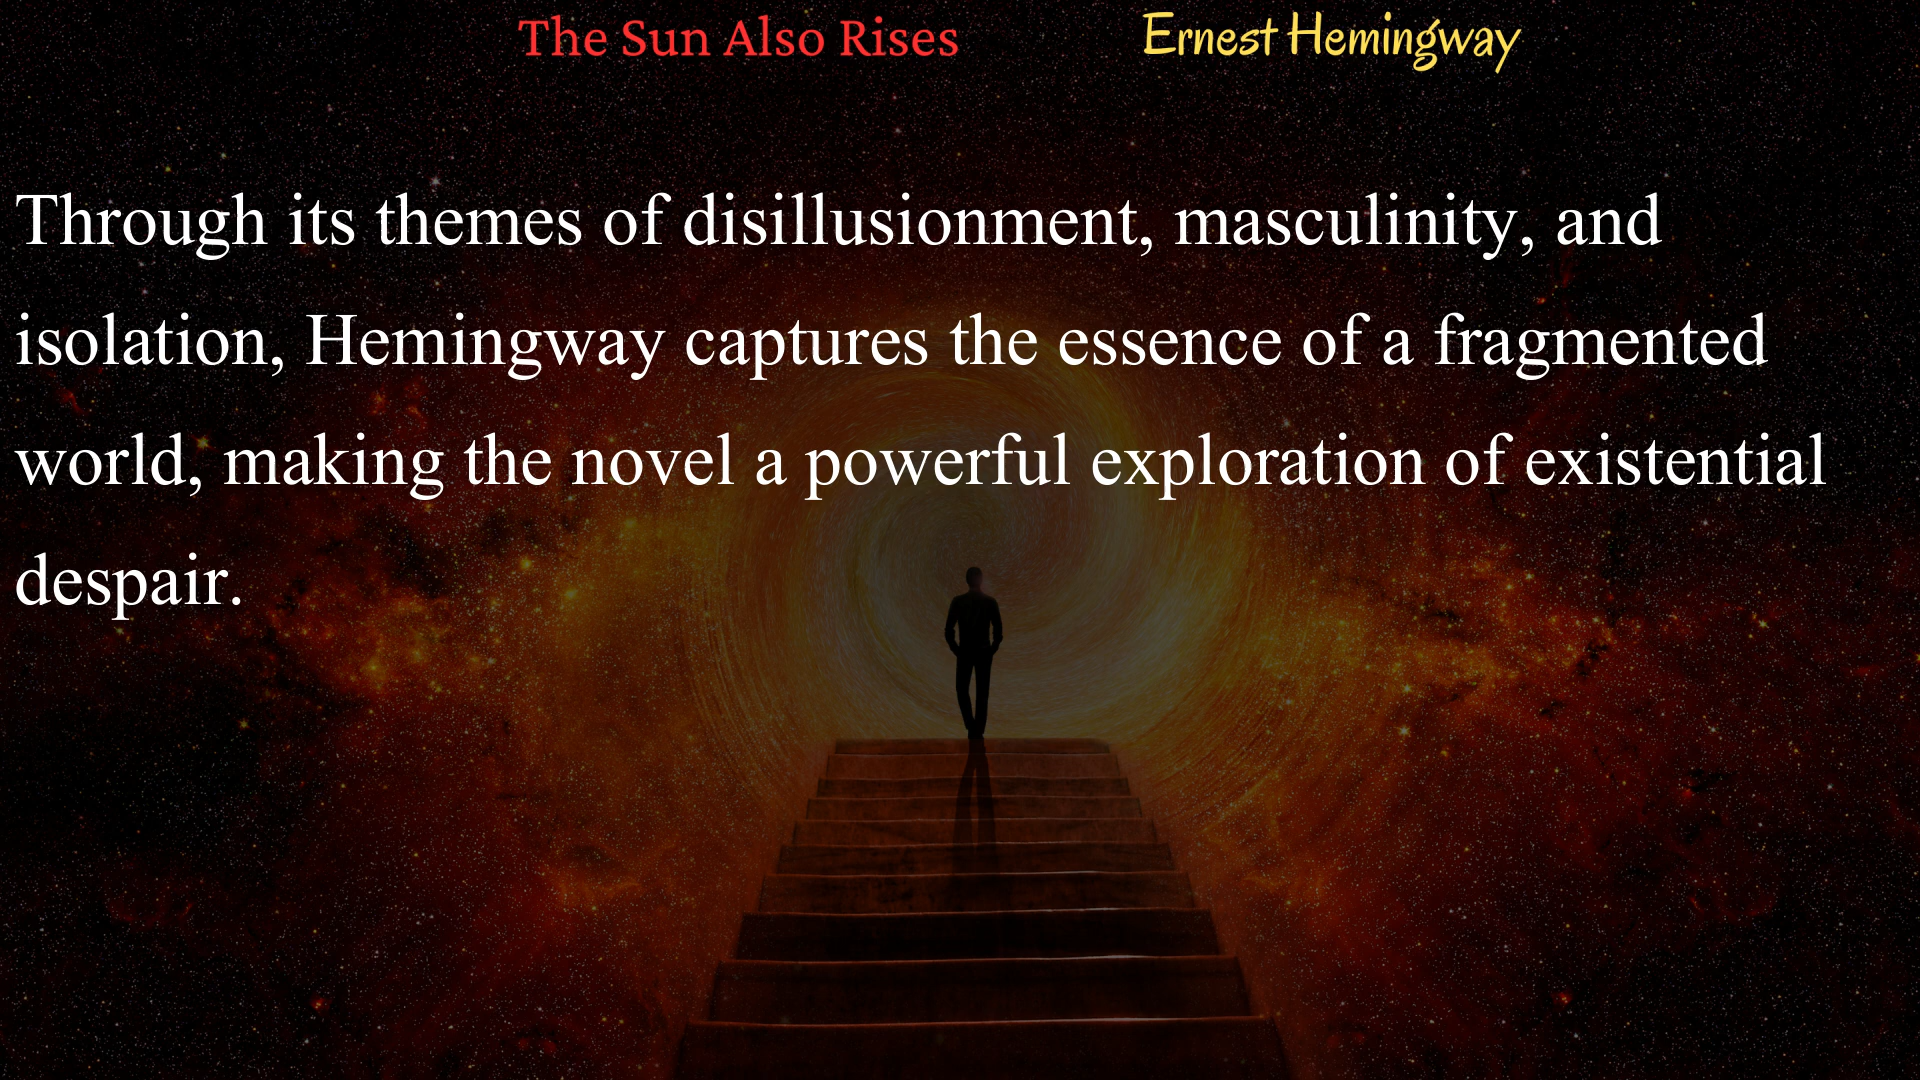 The Sun Also Rises Ernest Hemingway
Through its themes of disillusionment, masculinity, and
isolation, Hemingway captures the essence of a fragmented
world, making the novel a powerful exploration of existential
despair.